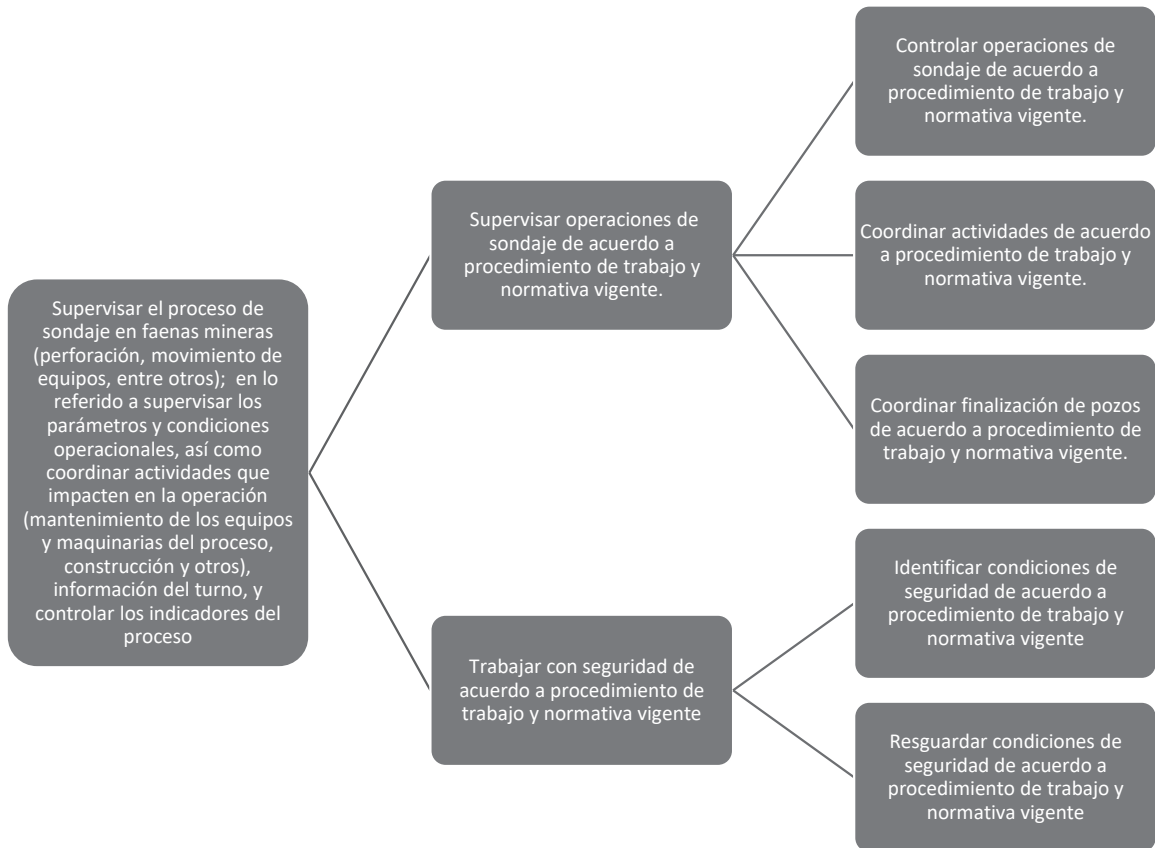 Supervisar el proceso de
sondaje en faenas mineras
(perforación, movimiento de
equipos, entre otros);  en lo
referido a supervisar los
parámetros y condiciones
operacionales, así como
coordinar actividades que
impacten en la operación
(mantenimiento de los equipos
y maquinarias del proceso,
construcción y otros),
información del turno, y
controlar los indicadores del
proceso
Supervisar operaciones de
sondaje de acuerdo a
procedimiento de trabajo y
normativa vigente.
Controlar operaciones de
sondaje de acuerdo a
procedimiento de trabajo y
normativa vigente.
Coordinar actividades de acuerdo
a procedimiento de trabajo y
normativa vigente.
Coordinar finalización de pozos
de acuerdo a procedimiento de
trabajo y normativa vigente.
Trabajar con seguridad de
acuerdo a procedimiento de
trabajo y normativa vigente
Identificar condiciones de
seguridad de acuerdo a
procedimiento de trabajo y
normativa vigente
Resguardar condiciones de
seguridad de acuerdo a
procedimiento de trabajo y
normativa vigente